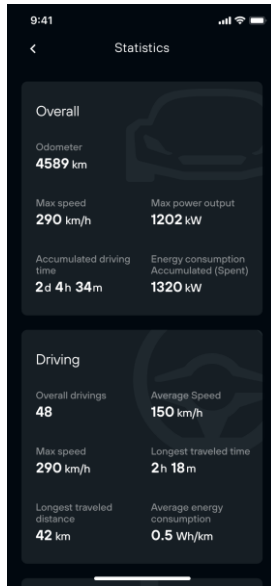 9:41
Statistics
Overall
Odometer
4589 km
Max speed
290 km/h
Max power output
1202 kW
Accumulated driving
time
2d 4h 34m
Energy consumption
Accumulated (Spent)
1320 kW
Driving
Overall drivings
48
Average Speed
150 km/h
Max speed
290 km/h
Longest traveled time
2h 18m
Longest traveled
distance
42 km
Average energy
consumption
0.5 Wh/km